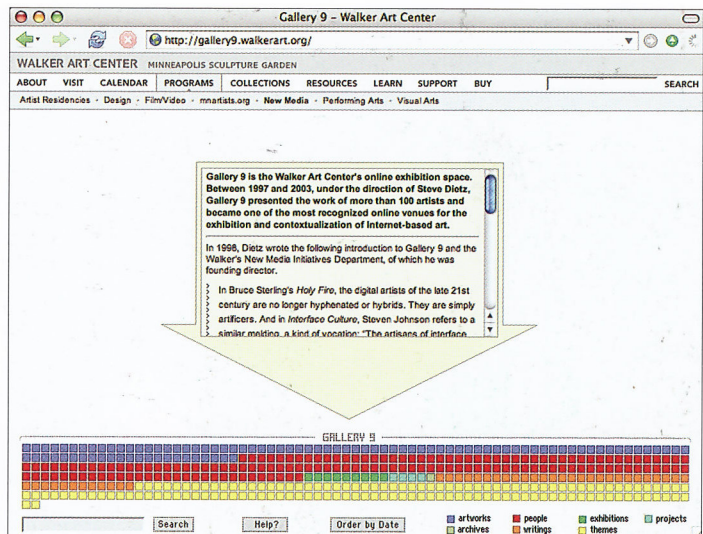 Gallery 9 – Walker Art Center
http://gallery9.walkerart.org/
WALKER ART CENTER MINNEAPOLIS SCULPTURE GARDEN
ABOUT VISIT CALENDAR PROGRAMS COLLECTIONS RESOURCES LEARN SUPPORT BUY SEARCH
Artist Residencies - Design - Film/Video - mnartists.org - New Media - Performing Arts - Visual Arts
Gallery 9 is the Walker Art Center's online exhibition space.
Between 1997 and 2003, under the direction of Steve Dietz,
Gallery 9 presented the work of more than 100 artists and
became one of the most recognized online venues for the
exhibition and contextualization of Internet-based art.
In 1998, Dietz wrote the following introduction to Gallery 9 and the
Walker's New Media Initiatives Department, of which he was
founding director.
In Bruce Sterling's Holy Fire, the digital artists of the late 21st
century are no longer hyphenated or hybrids. They are simply
artificers. And in Interface Culture, Steven Johnson refers to a
similar melding, a kind of vocation: "The artisans of interface
GALLERY 9
Search Help? Order by Date
artworks people exhibitions projects
archives writings themes